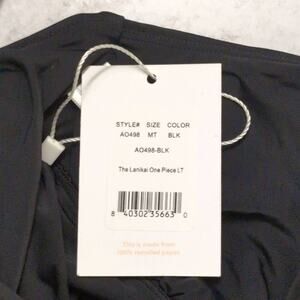 STYLE# SIZE COLOR
AO498 MT BLK
AO498-BLK
The Lanikai One Piece LT
8 40302 35663 0
This is made from
100% recycled paper.